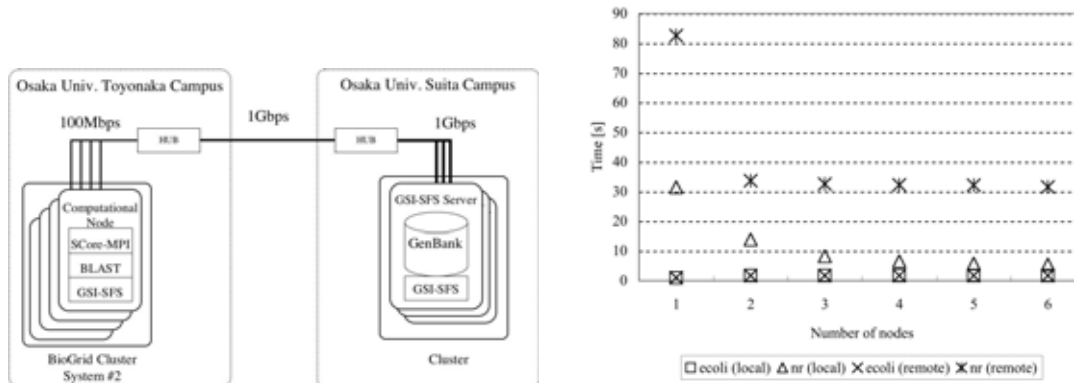 Osaka Univ. Toyonaka Campus
Osaka Univ. Suita Campus
100Mbps
1Gbps
1Gbps
HUB
HUB
Computational
Node
SCore-MPI
BLAST
GSI-SFS
GSI-SFS Server
GenBank
GSI-SFS
BioGrid Cluster
System #2
Cluster
Time [s]
90
80
70
60
50
40
30
20
10
0
1 2 3 4 5 6
Number of nodes
ecoli (local) nr (local) ecoli (remote) nr (remote)